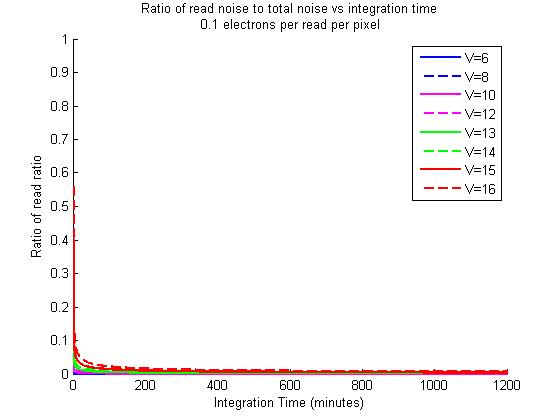 Ratio of read noise to total noise vs integration time
0.1 electrons per read per pixel
1
0.9
0.8
0.7
0.6
0.5
0.4
0.3
0.2
0.1
0
Ratio of read ratio
V=6
V=8
V=10
V=12
V=13
V=14
V=15
V=16
0 200 400 600 800 1000 1200
Integration Time (minutes)